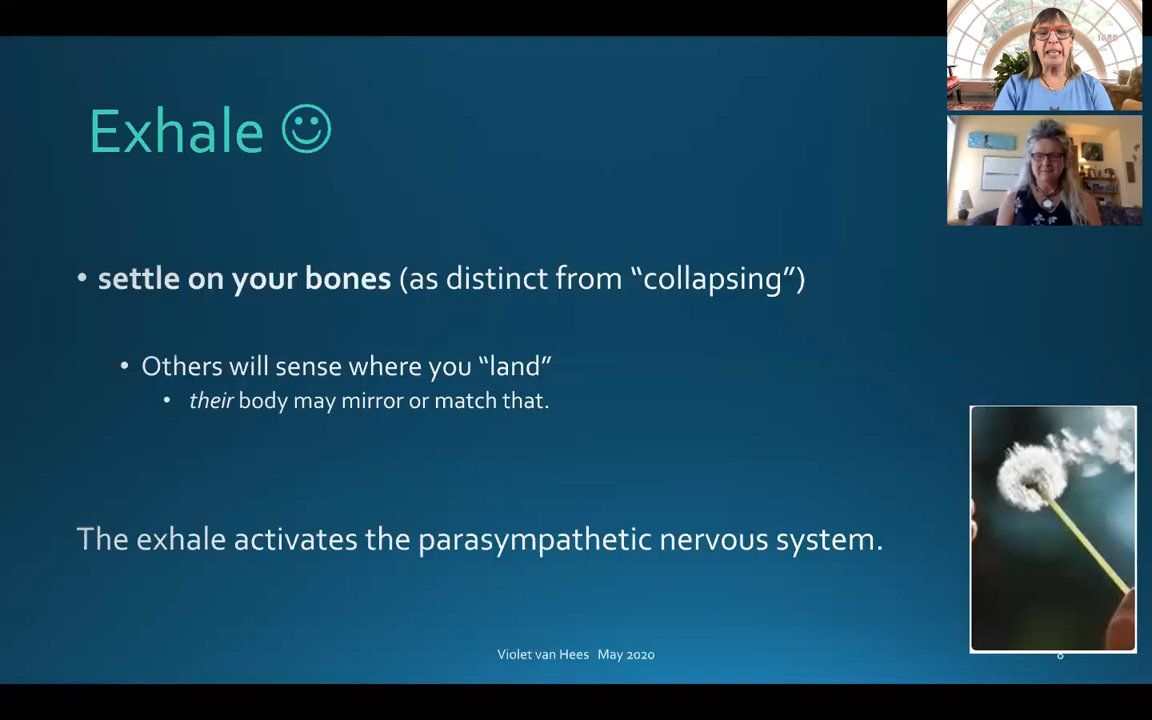 Exhale ☺
• settle on your bones (as distinct from “collapsing”)
• Others will sense where you “land”
• their body may mirror or match that.
The exhale activates the parasympathetic nervous system.
Violet van Hees May 2020